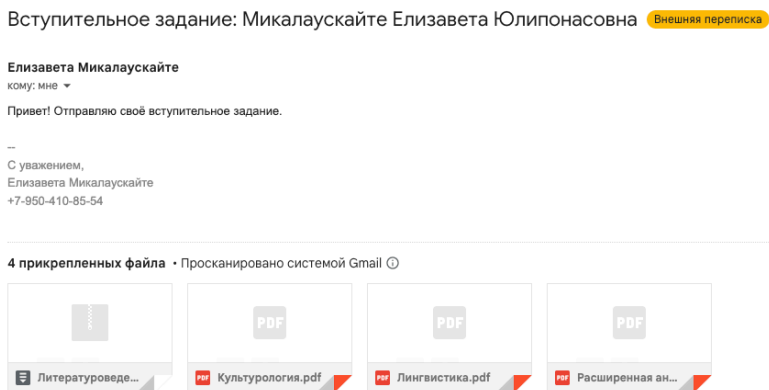 Вступительное задание: Микалаускайте Елизавета Юлипонасовна Внешняя переписка
Елизавета Микалаускайте
кому: мне
Привет! Отправляю своё вступительное задание.
--
С уважением,
Елизавета Микалаускайте
+7-950-410-85-54
4 прикрепленных файла • Просканировано системой Gmail
PDF PDF PDF
Литературоведе... PDF Культурология.pdf PDF Лингвистика.pdf PDF Расширенная ан...